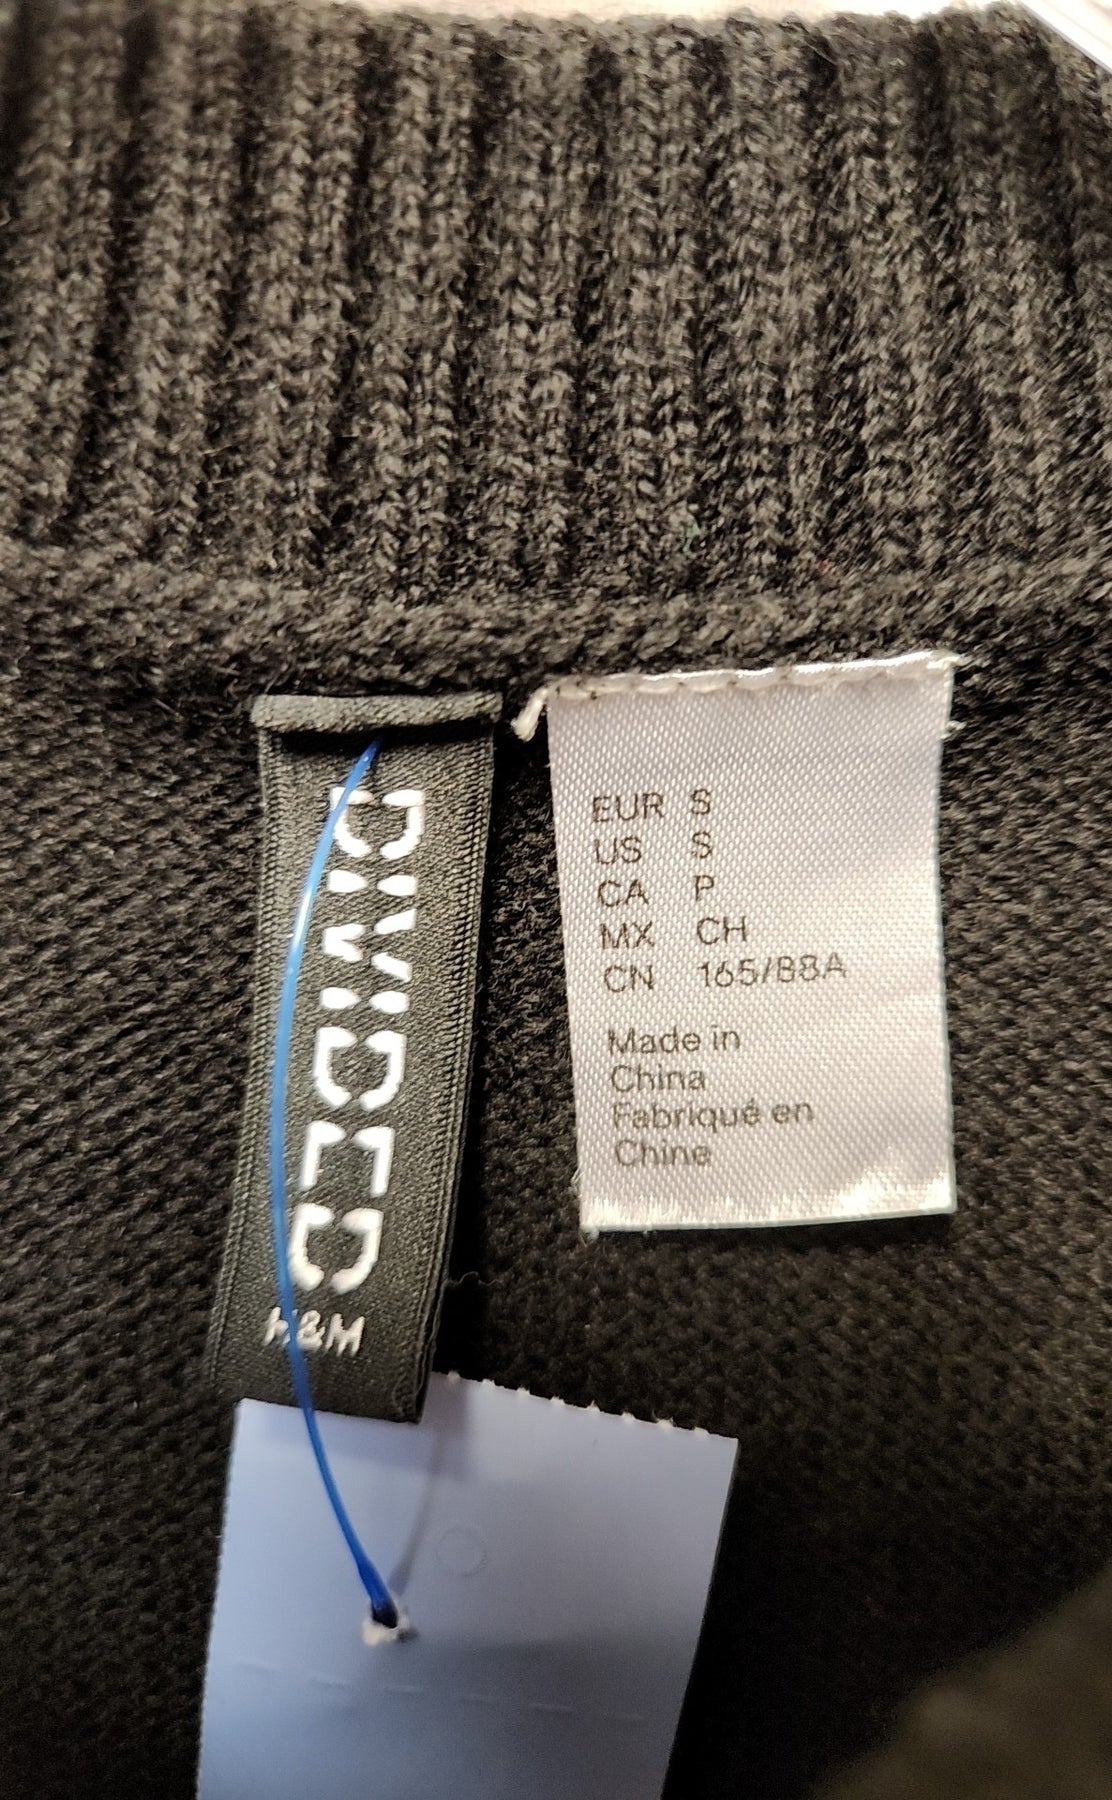 DIVIDED
H&M
EUR S
US S
CA P
MX CH
CN 165/88A
Made in
China
Fabriqué en
Chine